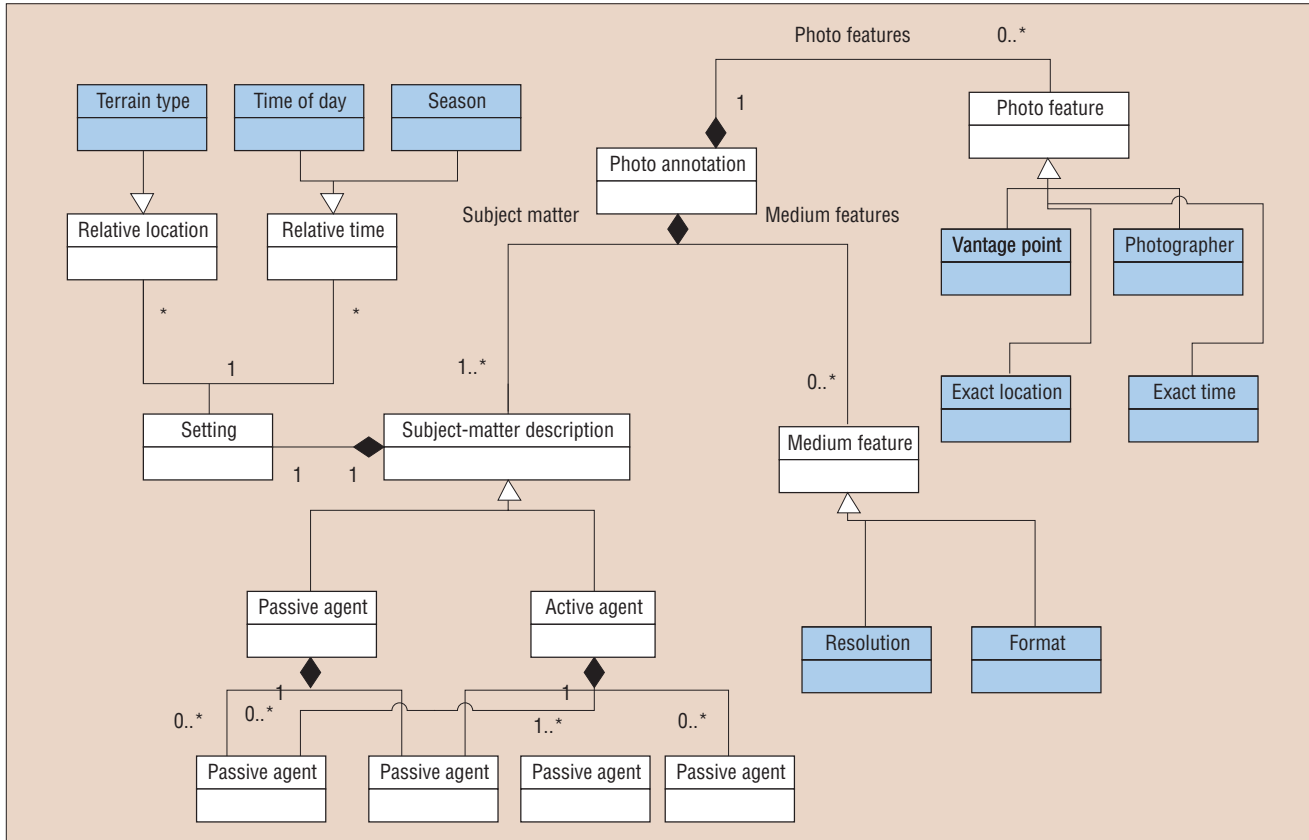 Photo features
0..*
Terrain type
Time of day
Season
1
Photo feature
Photo annotation
Subject matter
Medium features
Relative location
Relative time
Vantage point
Photographer
*
*
1
1..*
0..*
Exact location
Exact time
Setting
Subject-matter description
Medium feature
1
1
Passive agent
Active agent
Resolution
Format
1
1
0..*
0..*
1..*
0..*
Passive agent
Passive agent
Passive agent
Passive agent